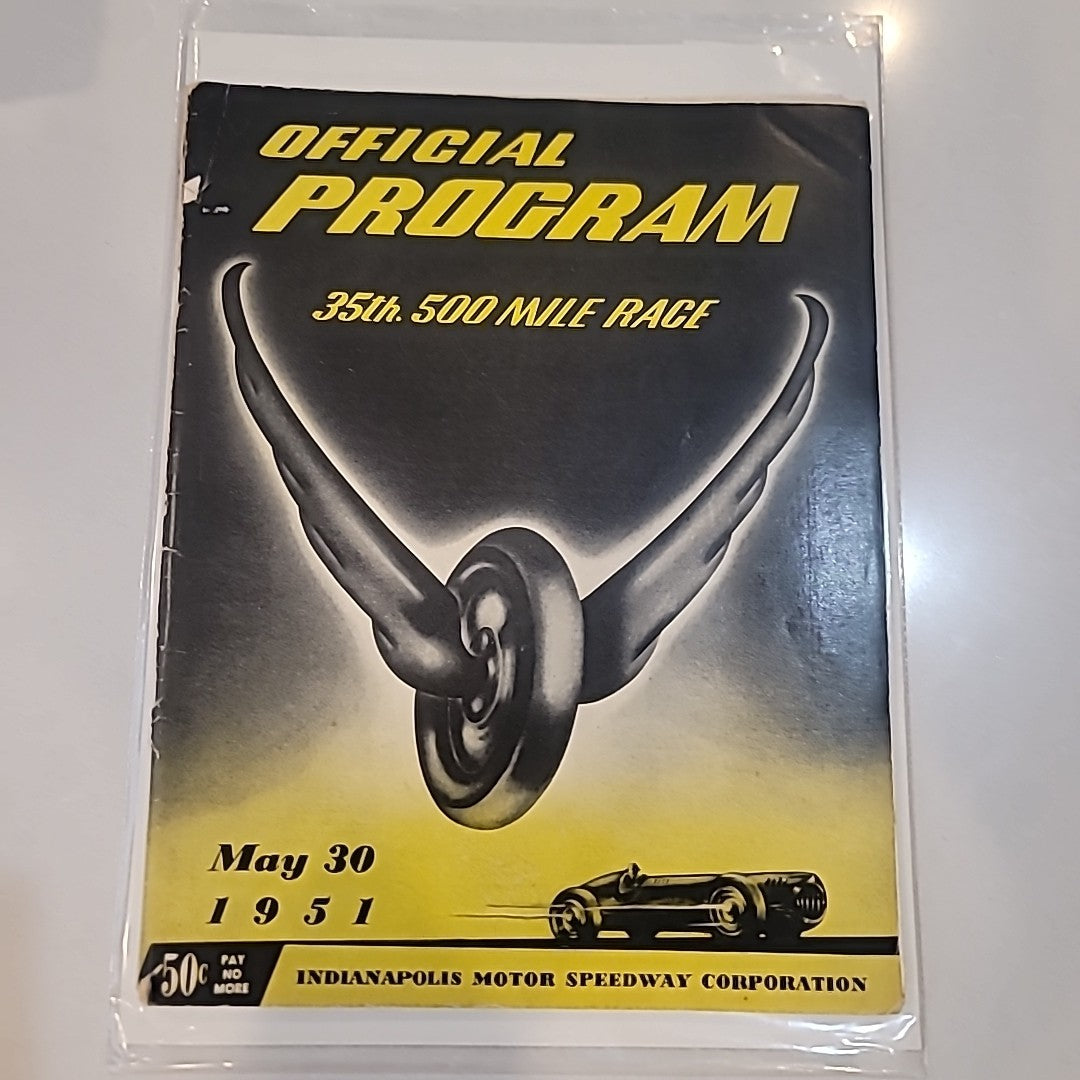 OFFICIAL
PROGRAM
35th. 500 MILE RACE
May 30
1951
50c PAY
NO
MORE
INDIANAPOLIS MOTOR SPEEDWAY CORPORATION